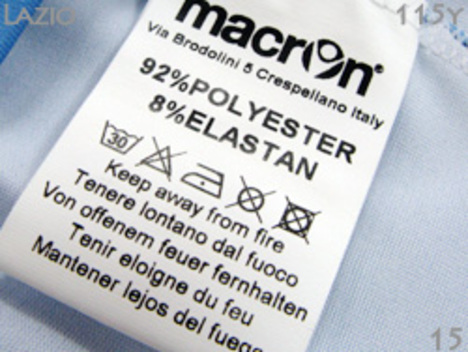 LAZIO
115Y
macron
Via Brodolini 5 Crespellano Italy
92%POLYESTER
8%ELASTAN
30
Keep away from fire
Tenere lontano dal fuoco
Von offenem feuer fernhalten
Tenir eloigne du feu
Mantener lejos del fuego
15